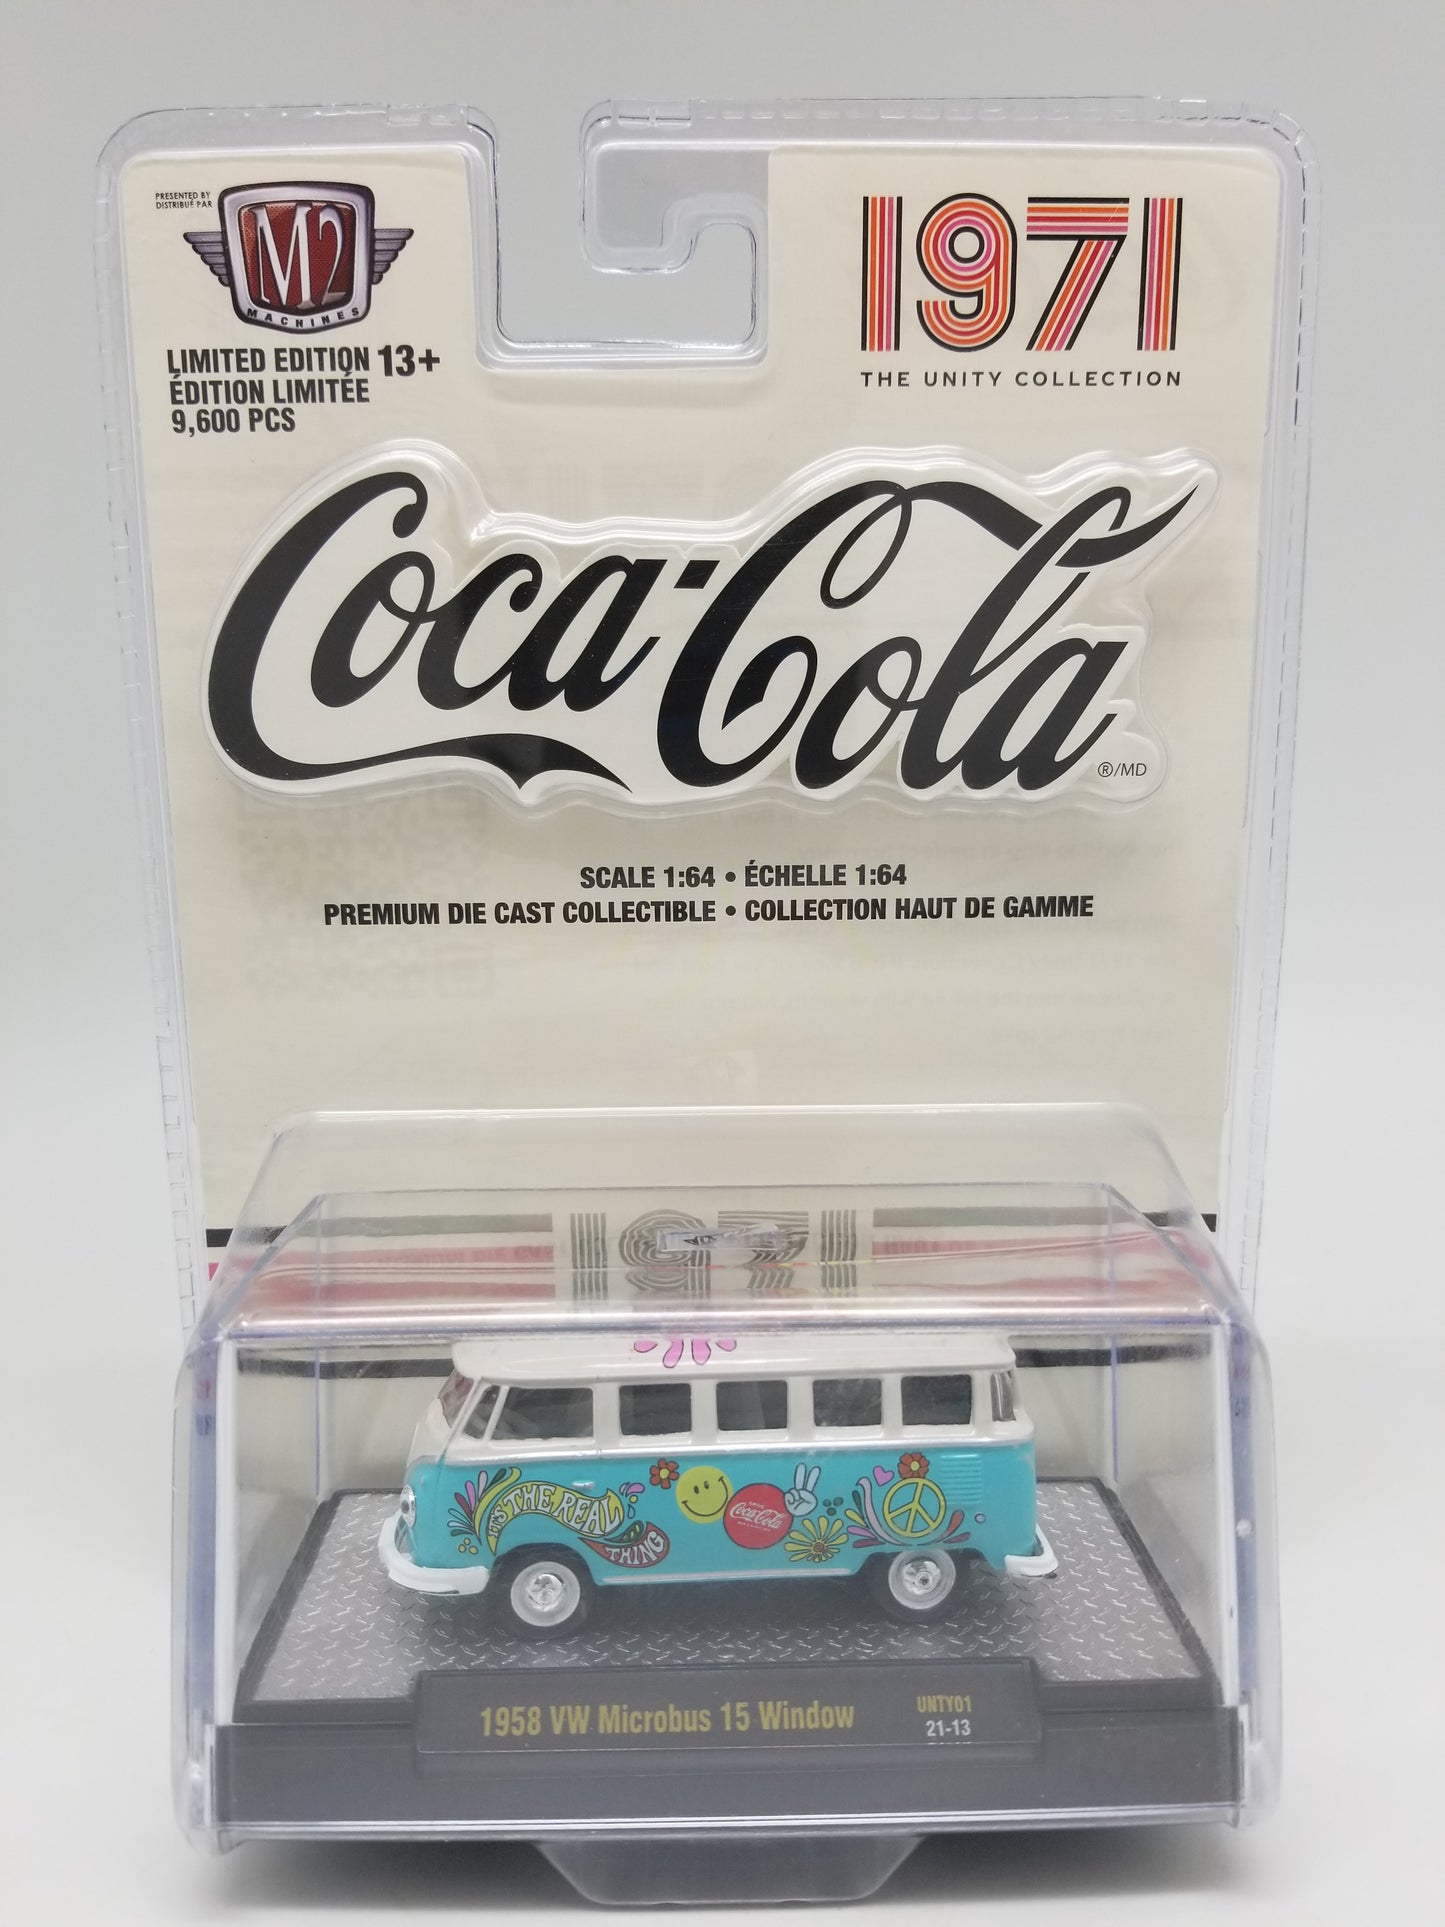 PRESENTED BY
DISTRIBUÉ PAR
M2
MACHINES
LIMITED EDITION 13+
ÉDITION LIMITÉE
9,600 PCS
1971
THE UNITY COLLECTION
Coca-Cola
®/MD
SCALE 1:64 • ÉCHELLE 1:64
PREMIUM DIE CAST COLLECTIBLE • COLLECTION HAUT DE GAMME
IT'S THE REAL
THING
DRINK
Coca-Cola
1958 VW Microbus 15 Window
UNTY01
21-13